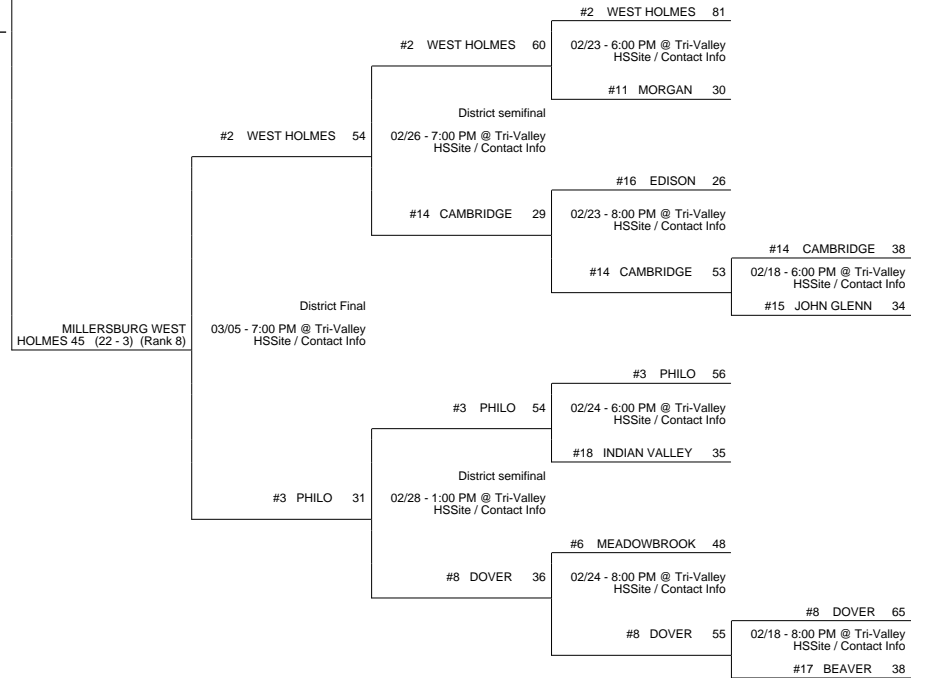 #2 WEST HOLMES 81
#2 WEST HOLMES 60
02/23 - 6:00 PM @ Tri-Valley
HSSite / Contact Info
#11 MORGAN 30
District semifinal
#2 WEST HOLMES 54
02/26 - 7:00 PM @ Tri-Valley
HSSite / Contact Info
#16 EDISON 26
#14 CAMBRIDGE 29
02/23 - 8:00 PM @ Tri-Valley
HSSite / Contact Info
#14 CAMBRIDGE 38
#14 CAMBRIDGE 53
02/18 - 6:00 PM @ Tri-Valley
HSSite / Contact Info
#15 JOHN GLENN 34
District Final
MILLERSBURG WEST
HOLMES 45 (22 - 3) (Rank 8)
03/05 - 7:00 PM @ Tri-Valley
HSSite / Contact Info
#3 PHILO 56
#3 PHILO 54
02/24 - 6:00 PM @ Tri-Valley
HSSite / Contact Info
#18 INDIAN VALLEY 35
District semifinal
#3 PHILO 31
02/28 - 1:00 PM @ Tri-Valley
HSSite / Contact Info
#6 MEADOWBROOK 48
#8 DOVER 36
02/24 - 8:00 PM @ Tri-Valley
HSSite / Contact Info
#8 DOVER 65
#8 DOVER 55
02/18 - 8:00 PM @ Tri-Valley
HSSite / Contact Info
#17 BEAVER 38